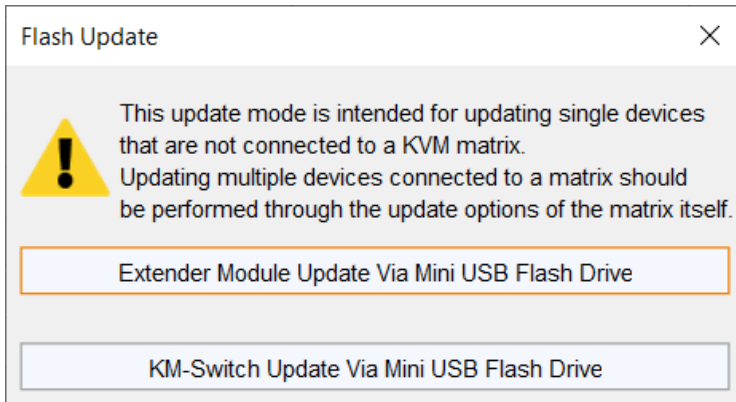 Flash Update
This update mode is intended for updating single devices
that are not connected to a KVM matrix.
Updating multiple devices connected to a matrix should
be performed through the update options of the matrix itself.
Extender Module Update Via Mini USB Flash Drive
KM-Switch Update Via Mini USB Flash Drive